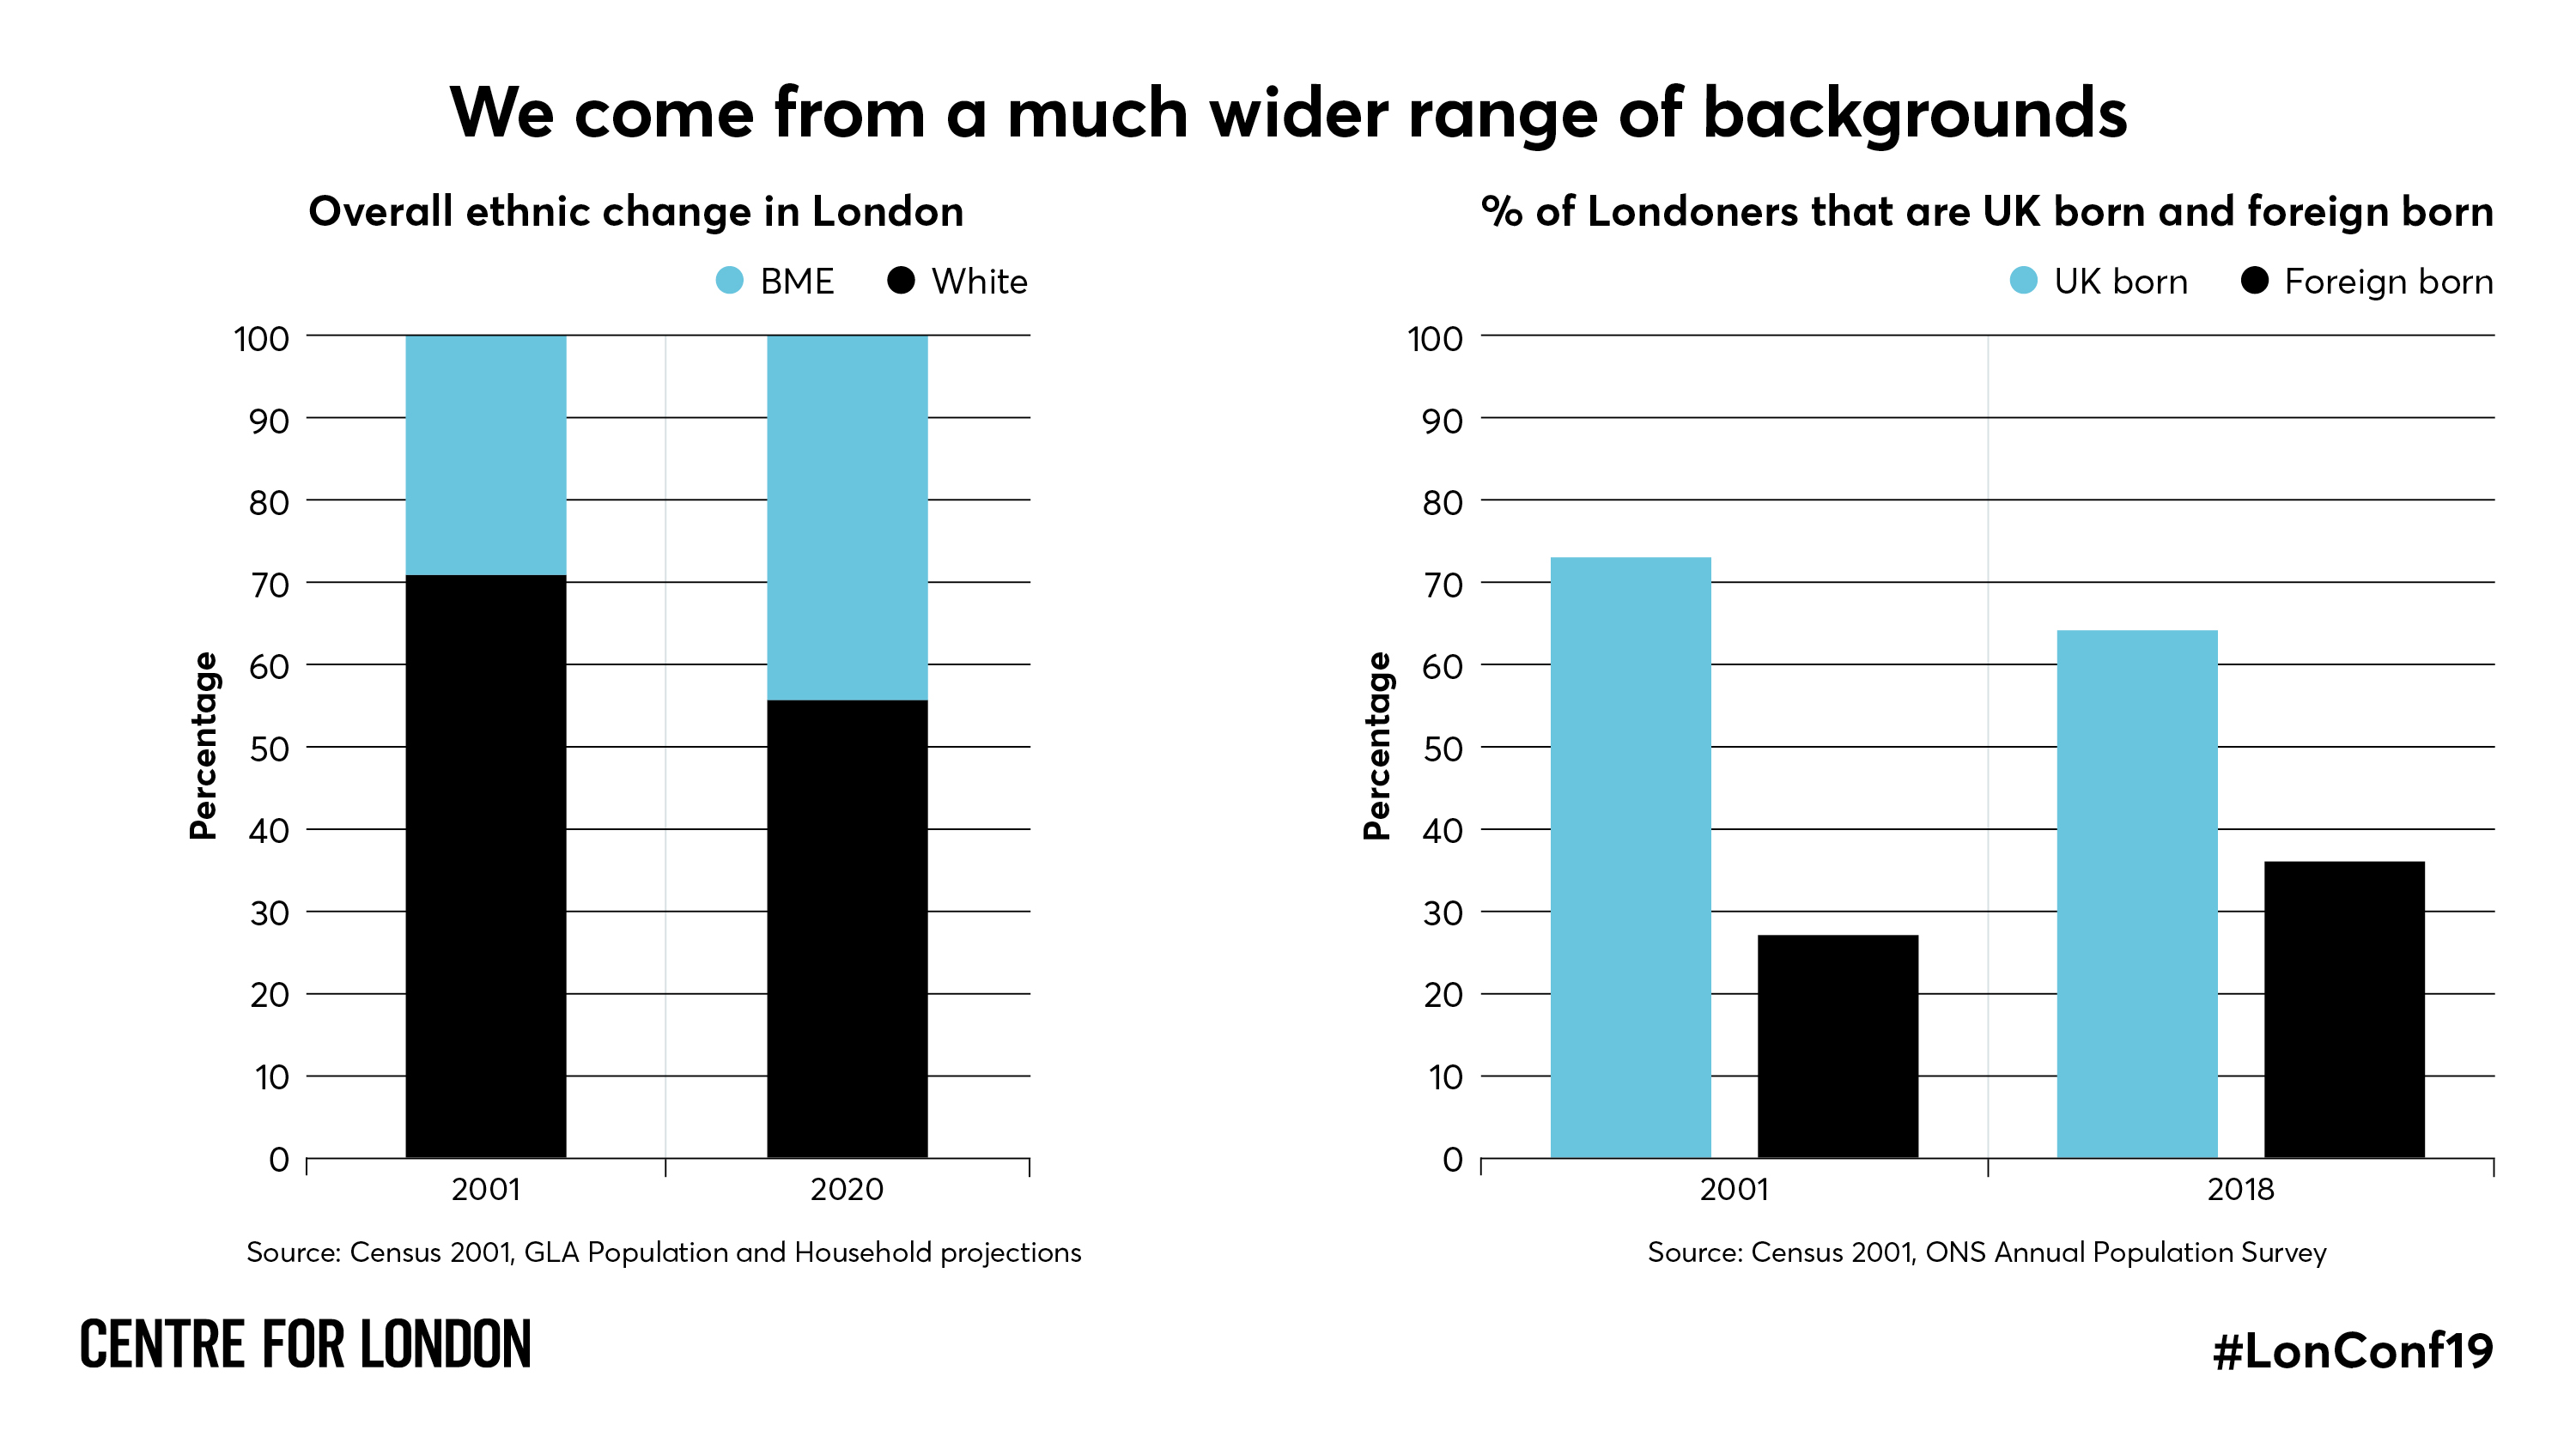 We come from a much wider range of backgrounds
Overall ethnic change in London
BME White
100
90
80
70
60
50
40
30
20
10
0
Percentage
2001 2020
Source: Census 2001, GLA Population and Household projections
% of Londoners that are UK born and foreign born
UK born Foreign born
100
90
80
70
60
50
40
30
20
10
0
Percentage
2001 2018
Source: Census 2001, ONS Annual Population Survey
CENTRE FOR LONDON
#LonConf19